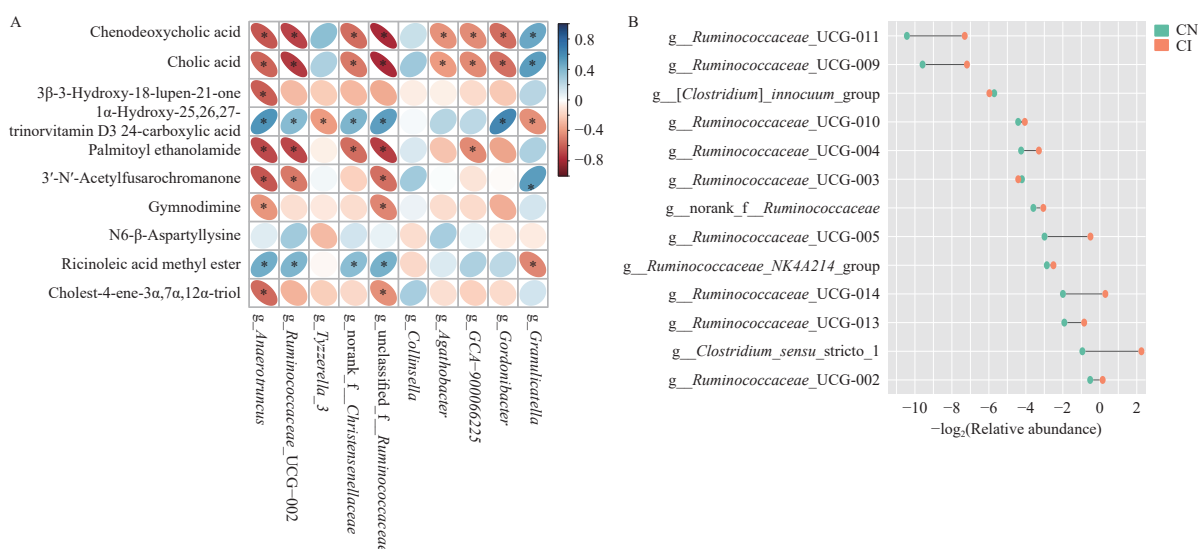 A
Chenodeoxycholic acid
Cholic acid
3β-3-Hydroxy-18-lupen-21-one
1α-Hydroxy-25,26,27-
trinorvitamin D3 24-carboxylic acid
Palmitoyl ethanolamide
3′-N′-Acetylfusarochromanone
Gymnodimine
N6-β-Aspartyllysine
Ricinoleic acid methyl ester
Cholest-4-ene-3α,7α,12α-triol
g_Anaerotruncus
g_Ruminococcaceae_UCG−002
g_Tyzzerella_3
g_norank_f__Christensenellaceae
g_unclassified_f__Ruminococcaceae
g_Collinsella
g_Agathobacter
g_GCA−900066225
g_Gordonibacter
g_Granulicatella
0.8
0.4
0
−0.4
−0.8
B
CN
CI
g__Ruminococcaceae_UCG-011
g__Ruminococcaceae_UCG-009
g__[Clostridium]_innocuum_group
g__Ruminococcaceae_UCG-010
g__Ruminococcaceae_UCG-004
g__Ruminococcaceae_UCG-003
g__norank_f__Ruminococcaceae
g__Ruminococcaceae_UCG-005
g__Ruminococcaceae_NK4A214_group
g__Ruminococcaceae_UCG-014
g__Ruminococcaceae_UCG-013
g__Clostridium_sensu_stricto_1
g__Ruminococcaceae_UCG-002
−10 −8 −6 −4 −2 0 2
−log₂(Relative abundance)